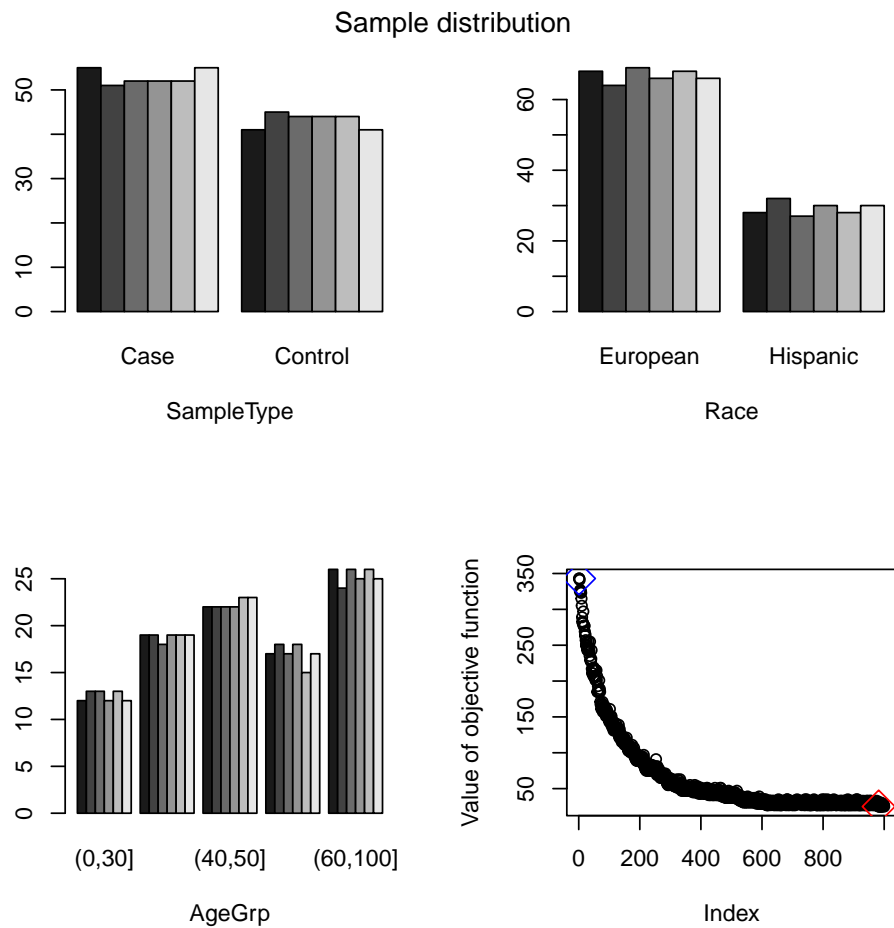 Sample distribution
0 10 30 50
Case Control
SampleType
0 20 40 60
European Hispanic
Race
0 5 10 15 20 25
(0,30] (40,50] (60,100]
AgeGrp
Value of objective function
50 150 250 350
0 200 400 600 800
Index